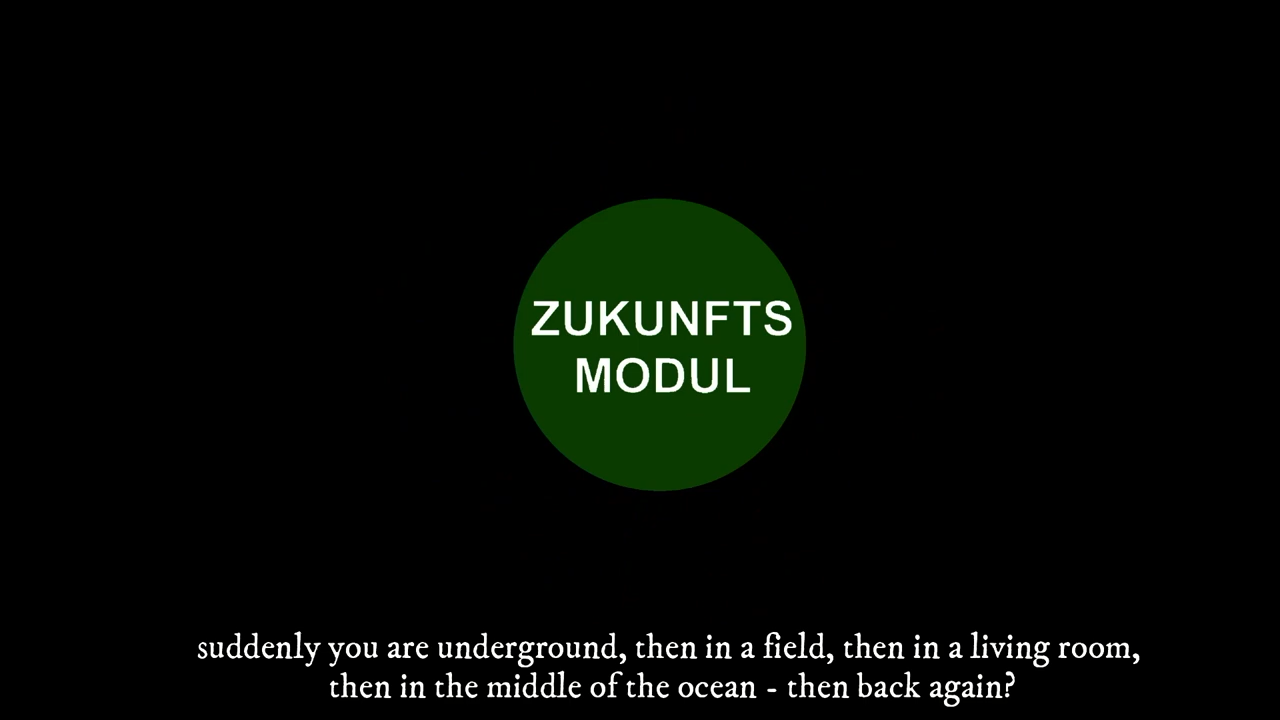 ZUKUNFTS
MODUL
suddenly you are underground, then in a field, then in a living room,
then in the middle of the ocean - then back again?